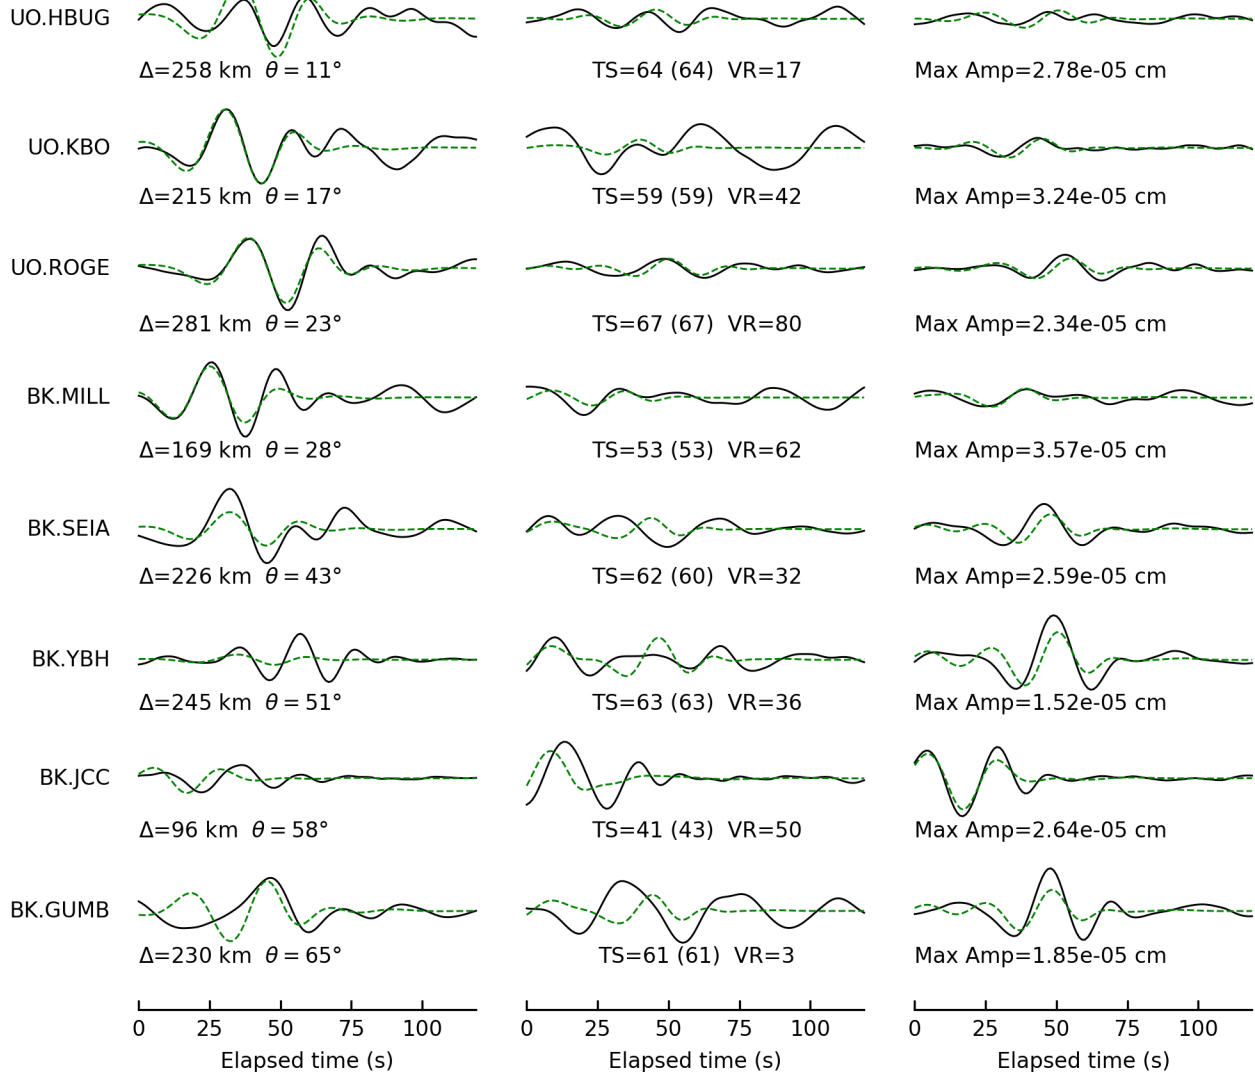 UO.HBUG
Δ=258 km θ = 11° TS=64 (64) VR=17 Max Amp=2.78e-05 cm
UO.KBO
Δ=215 km θ = 17° TS=59 (59) VR=42 Max Amp=3.24e-05 cm
UO.ROGE
Δ=281 km θ = 23° TS=67 (67) VR=80 Max Amp=2.34e-05 cm
BK.MILL
Δ=169 km θ = 28° TS=53 (53) VR=62 Max Amp=3.57e-05 cm
BK.SEIA
Δ=226 km θ = 43° TS=62 (60) VR=32 Max Amp=2.59e-05 cm
BK.YBH
Δ=245 km θ = 51° TS=63 (63) VR=36 Max Amp=1.52e-05 cm
BK.JCC
Δ=96 km θ = 58° TS=41 (43) VR=50 Max Amp=2.64e-05 cm
BK.GUMB
Δ=230 km θ = 65° TS=61 (61) VR=3 Max Amp=1.85e-05 cm
0 25 50 75 100 0 25 50 75 100 0 25 50 75 100
Elapsed time (s) Elapsed time (s) Elapsed time (s)